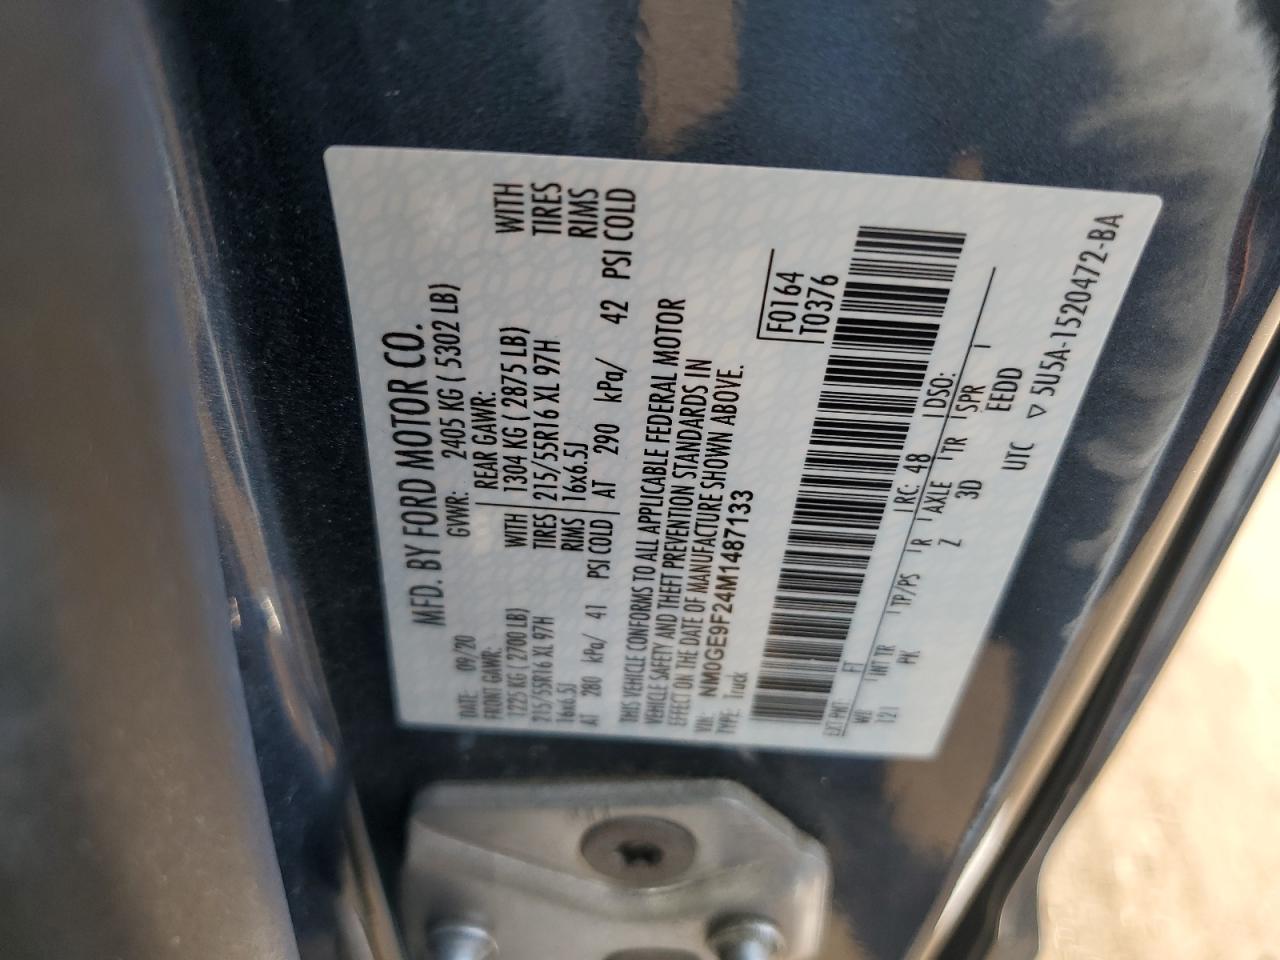 MFD. BY FORD MOTOR CO.
DATE: 09/20 GVWR: 2405 KG ( 5302 LB)
FRONT GAWR: REAR GAWR:
1225 KG ( 2700 LB) WITH 1304 KG ( 2875 LB) WITH
215/55R16 XL 97H TIRES 215/55R16 XL 97H TIRES
16x6.5J RIMS 16x6.5J RIMS
AT 280 kPa/ 41 PSI COLD AT 290 kPa/ 42 PSI COLD
THIS VEHICLE CONFORMS TO ALL APPLICABLE FEDERAL MOTOR
VEHICLE SAFETY AND THEFT PREVENTION STANDARDS IN
EFFECT ON THE DATE OF MANUFACTURE SHOWN ABOVE.
VIN: NM0GE9F24M1487133
TYPE: Truck
F0164
T0376
EXT PNT: FT RC: 48 DSO:
WB INT TR TP/PS R AXLE TR SPR
121 PK Z 3D EEDD
UTC ▽ 5U5A-1520472-BA